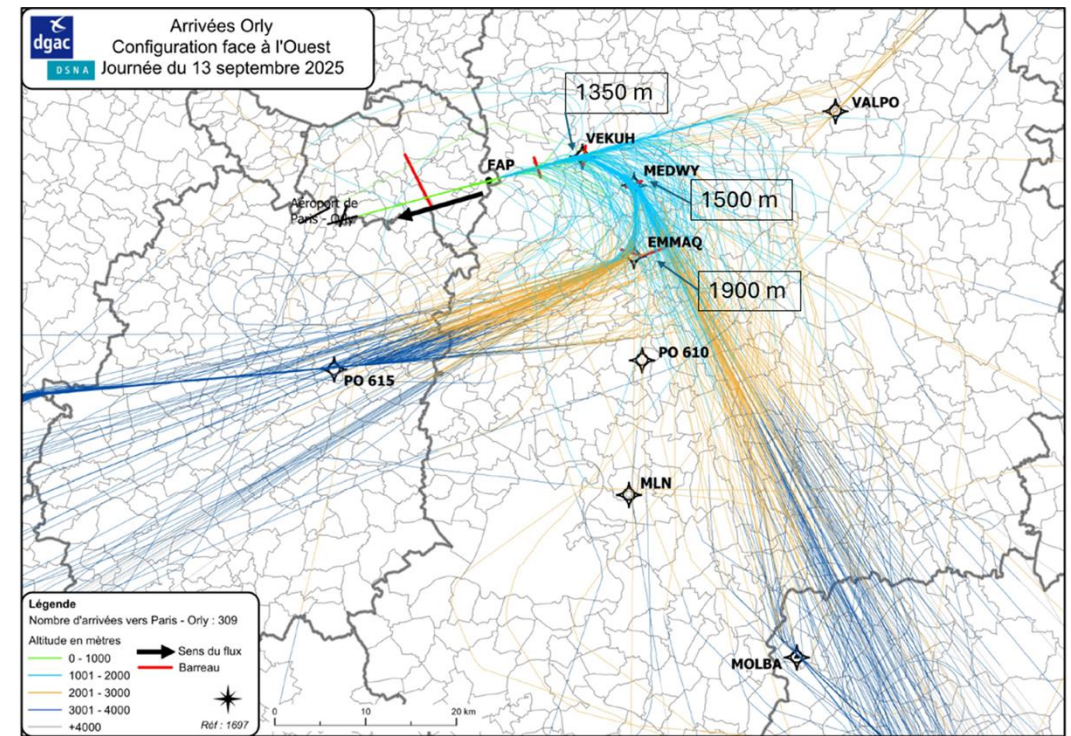 dgac
DSNA
Arrivées Orly
Configuration face à l'Ouest
Journée du 13 septembre 2025
1350 m
VALPO
VEKUH
FAP
MEDWY
1500 m
Aéroport de
Paris - Orly
EMMAQ
1900 m
PO 610
PO 615
MLN
MOLBA
Légende
Nombre d'arrivées vers Paris - Orly : 309
Altitude en mètres
0 - 1000
1001 - 2000
2001 - 3000
3001 - 4000
+4000
Sens du flux
Barreau
Réf : 1697
0 10 20 km